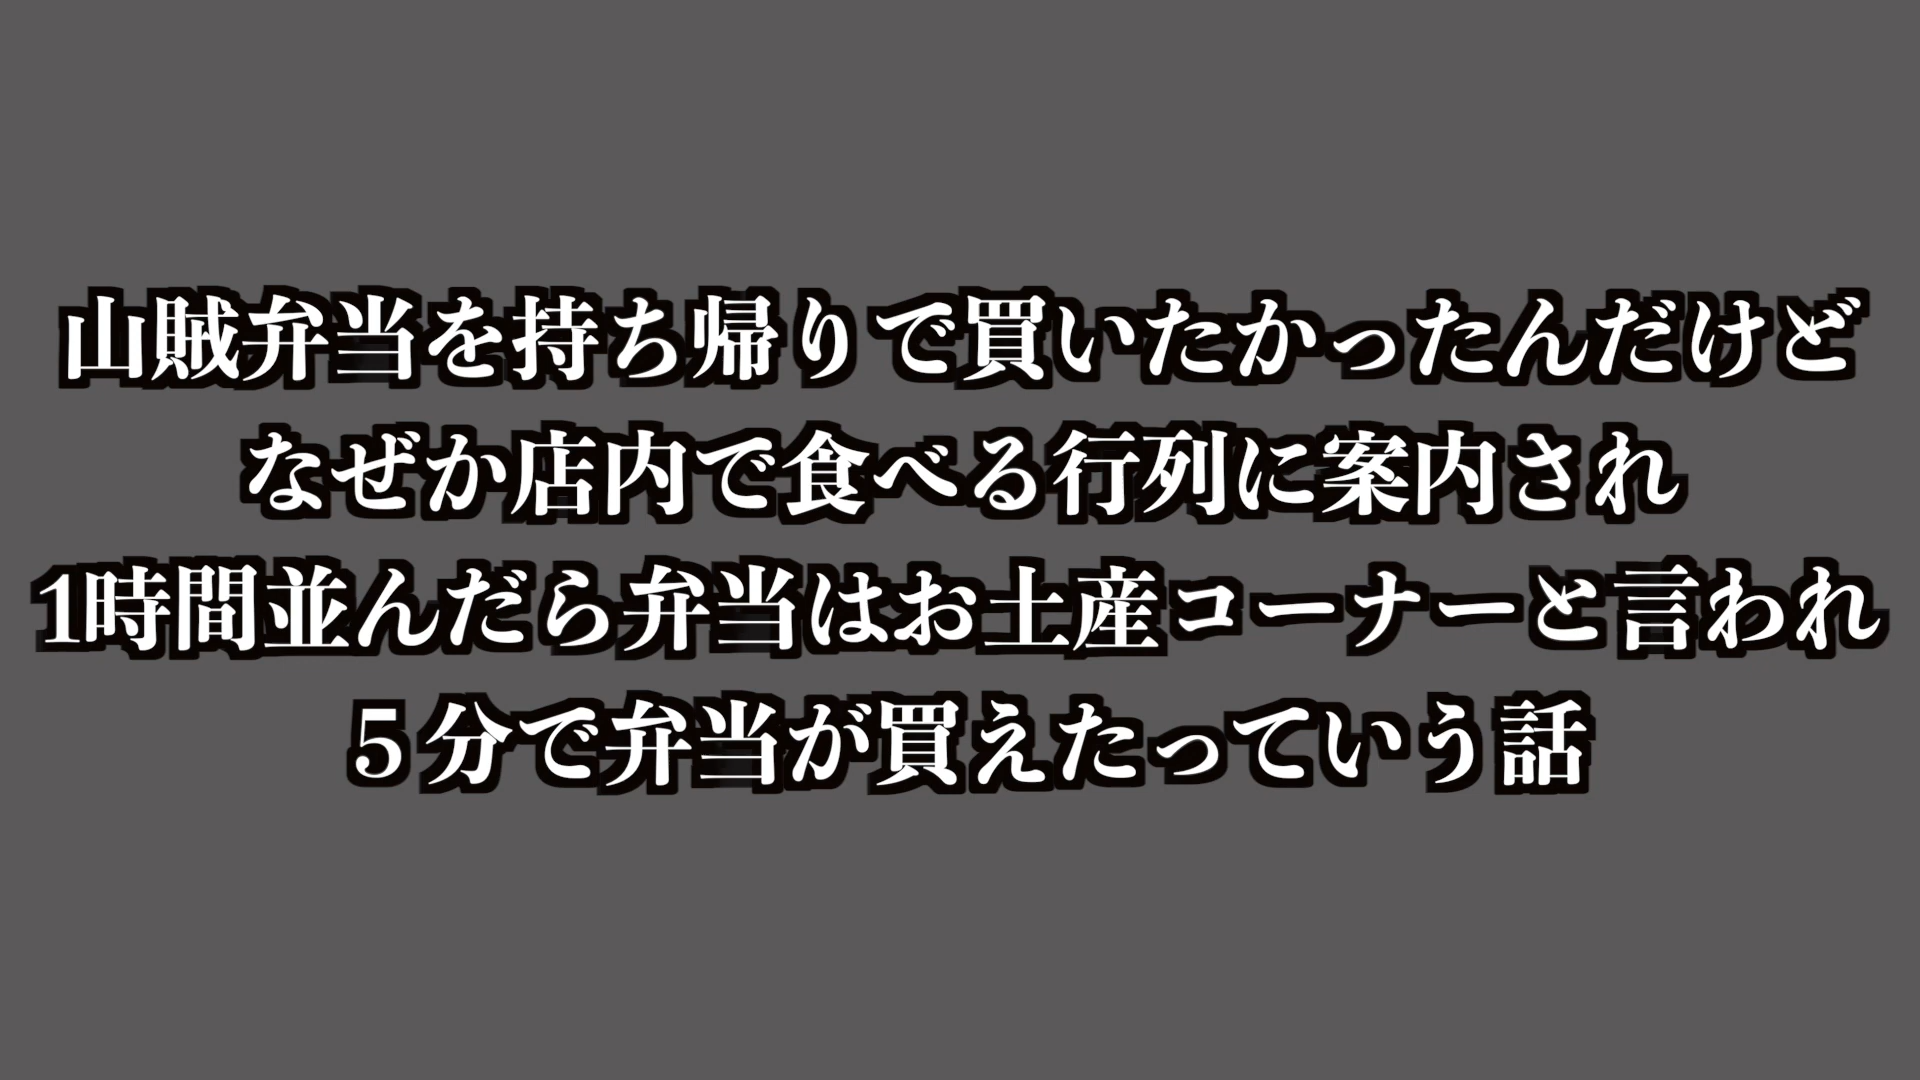 山賊弁当を持ち帰りで買いたかったんだけど
なぜか店内で食べる行列に案内され
1時間並んだら弁当はお土産コーナーと言われ
５分で弁当が買えたっていう話